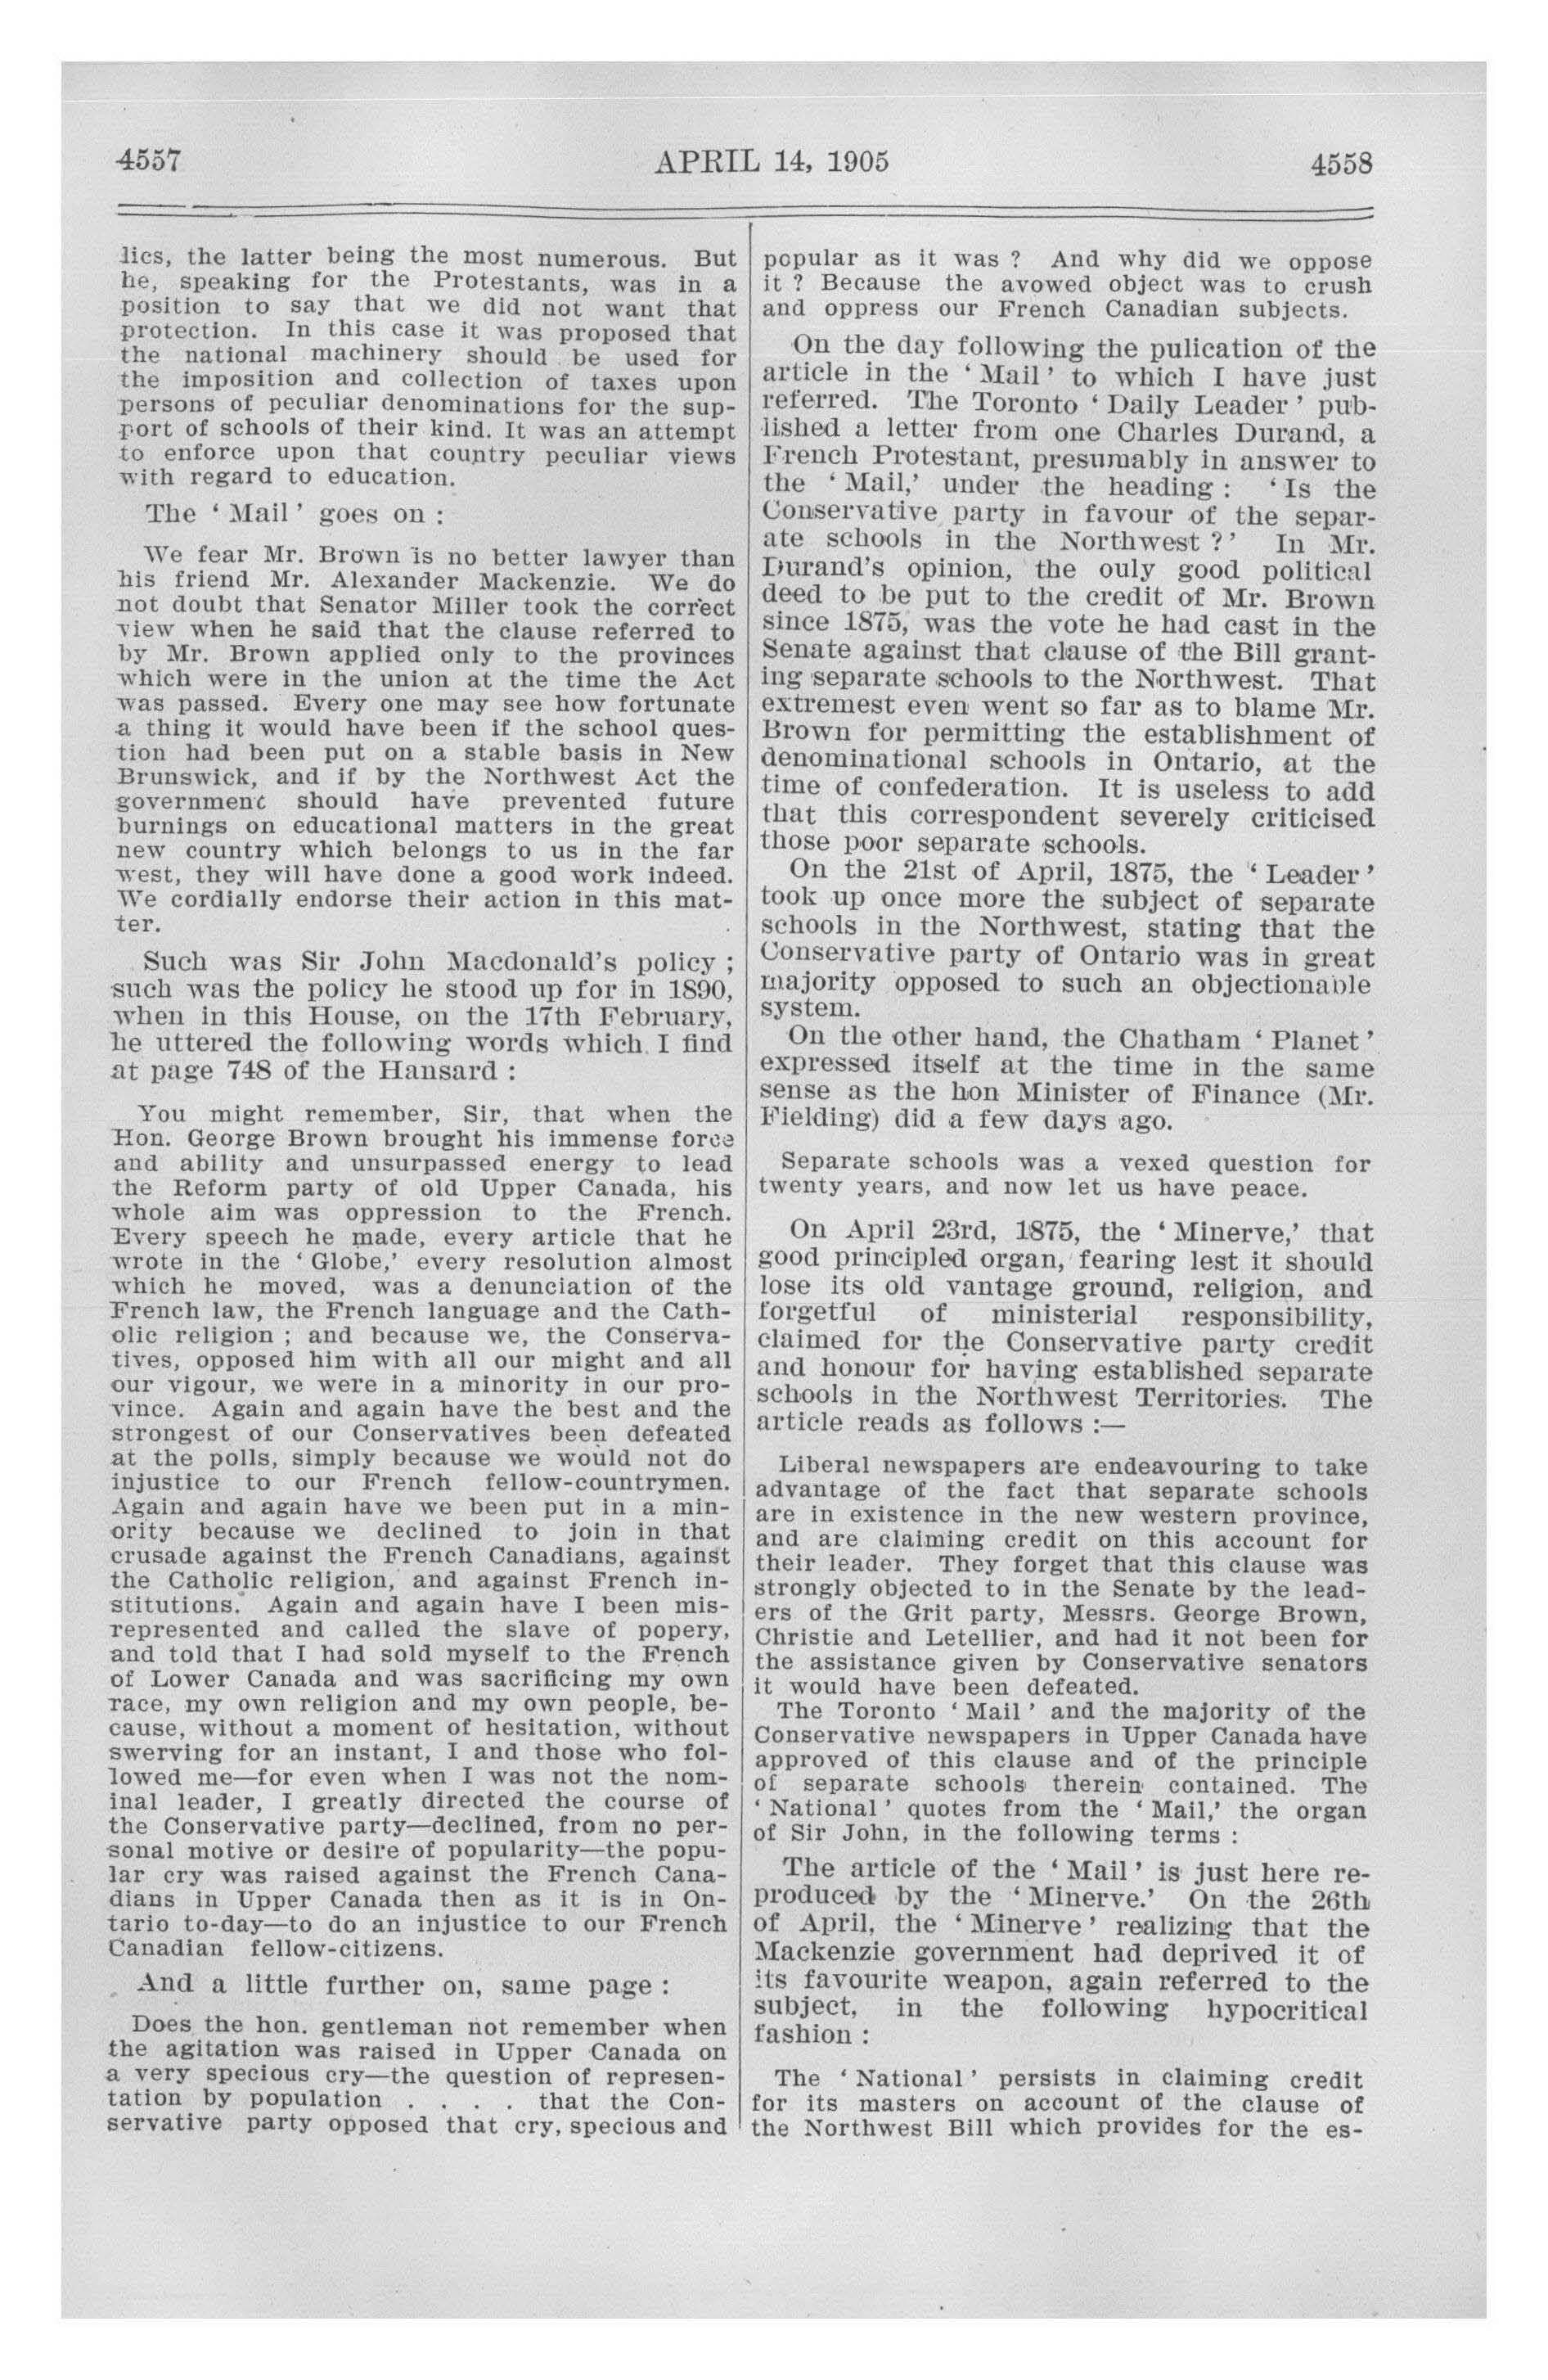 4557
APRIL 14, 1905
4558
lics, the latter being the most numerous. But
he, speaking for the Protestants, was in a
position to say that we did not want that
protection. In this case it was proposed that
the national machinery should be used for
the imposition and collection of taxes upon
persons of peculiar denominations for the sup-
port of schools of their kind. It was an attempt
to enforce upon that country peculiar views
with regard to education.
The ‘ Mail ’ goes on :
We fear Mr. Brown is no better lawyer than
his friend Mr. Alexander Mackenzie. We do
not doubt that Senator Miller took the correct
view when he said that the clause referred to
by Mr. Brown applied only to the provinces
which were in the union at the time the Act
was passed. Every one may see how fortunate
a thing it would have been if the school ques-
tion had been put on a stable basis in New
Brunswick, and if by the Northwest Act the
government should have prevented future
burnings on educational matters in the great
new country which belongs to us in the far
west, they will have done a good work indeed.
We cordially endorse their action in this mat-
ter.
Such was Sir John Macdonald's policy ;
such was the policy he stood up for in 1890,
when in this House, on the 17th February,
he uttered the following words which I find
at page 748 of the Hansard :
You might remember, Sir, that when the
Hon. George Brown brought his immense force
and ability and unsurpassed energy to lead
the Reform party of old Upper Canada, his
whole aim was oppression to the French.
Every speech he made, every article that he
wrote in the ‘ Globe,’ every resolution almost
which he moved, was a denunciation of the
French law, the French language and the Cath-
olic religion ; and because we, the Conserva-
tives, opposed him with all our might and all
our vigour, we were in a minority in our pro-
vince. Again and again have the best and the
strongest of our Conservatives been defeated
at the polls, simply because we would not do
injustice to our French fellow-countrymen.
Again and again have we been put in a min-
ority because we declined to join in that
crusade against the French Canadians, against
the Catholic religion, and against French in-
stitutions. Again and again have I been mis-
represented and called the slave of popery,
and told that I had sold myself to the French
of Lower Canada and was sacrificing my own
race, my own religion and my own people, be-
cause, without a moment of hesitation, without
swerving for an instant, I and those who fol-
lowed me—for even when I was not the nom-
inal leader, I greatly directed the course of
the Conservative party—declined, from no per-
sonal motive or desire of popularity—the popu-
lar cry was raised against the French Cana-
dians in Upper Canada then as it is in On-
tario to-day—to do an injustice to our French
Canadian fellow-citizens.
And a little further on, same page :
Does the hon. gentleman not remember when
the agitation was raised in Upper Canada on
a very specious cry—the question of represen-
tation by population . . . . that the Con-
servative party opposed that cry, specious and
popular as it was ? And why did we oppose
it ? Because the avowed object was to crush
and oppress our French Canadian subjects.
On the day following the pulication of the
article in the ‘ Mail ’ to which I have just
referred. The Toronto ‘ Daily Leader ’ pub-
lished a letter from one Charles Durand, a
French Protestant, presumably in answer to
the ‘ Mail,’ under the heading : ‘ Is the
Conservative party in favour of the separ-
ate schools in the Northwest ?’ In Mr.
Durand's opinion, the ouly good political
deed to be put to the credit of Mr. Brown
since 1875, was the vote he had cast in the
Senate against that clause of the Bill grant-
ing separate schools to the Northwest. That
extremest even went so far as to blame Mr.
Brown for permitting the establishment of
denominational schools in Ontario, at the
time of confederation. It is useless to add
that this correspondent severely criticised
those poor separate schools.
On the 21st of April, 1875, the ‘ Leader ’
took up once more the subject of separate
schools in the Northwest, stating that the
Conservative party of Ontario was in great
majority opposed to such an objectionable
system.
On the other hand, the Chatham ‘ Planet ’
expressed itself at the time in the same
sense as the hon Minister of Finance (Mr.
Fielding) did a few days ago.
Separate schools was a vexed question for
twenty years, and now let us have peace.
On April 23rd, 1875, the ‘ Minerve,’ that
good principled organ, fearing lest it should
lose its old vantage ground, religion, and
forgetful of ministerial responsibility,
claimed for the Conservative party credit
and honour for having established separate
schools in the Northwest Territories. The
article reads as follows :—
Liberal newspapers are endeavouring to take
advantage of the fact that separate schools
are in existence in the new western province,
and are claiming credit on this account for
their leader. They forget that this clause was
strongly objected to in the Senate by the lead-
ers of the Grit party, Messrs. George Brown,
Christie and Letellier, and had it not been for
the assistance given by Conservative senators
it would have been defeated.
The Toronto ‘ Mail ’ and the majority of the
Conservative newspapers in Upper Canada have
approved of this clause and of the principle
of separate schools therein contained. The
‘ National ’ quotes from the ‘ Mail,’ the organ
of Sir John, in the following terms :
The article of the ‘ Mail ’ is just here re-
produced by the ‘ Minerve.’ On the 26th
of April, the ‘ Minerve ’ realizing that the
Mackenzie government had deprived it of
its favourite weapon, again referred to the
subject, in the following hypocritical
fashion :
The ‘ National ’ persists in claiming credit
for its masters on account of the clause of
the Northwest Bill which provides for the es-